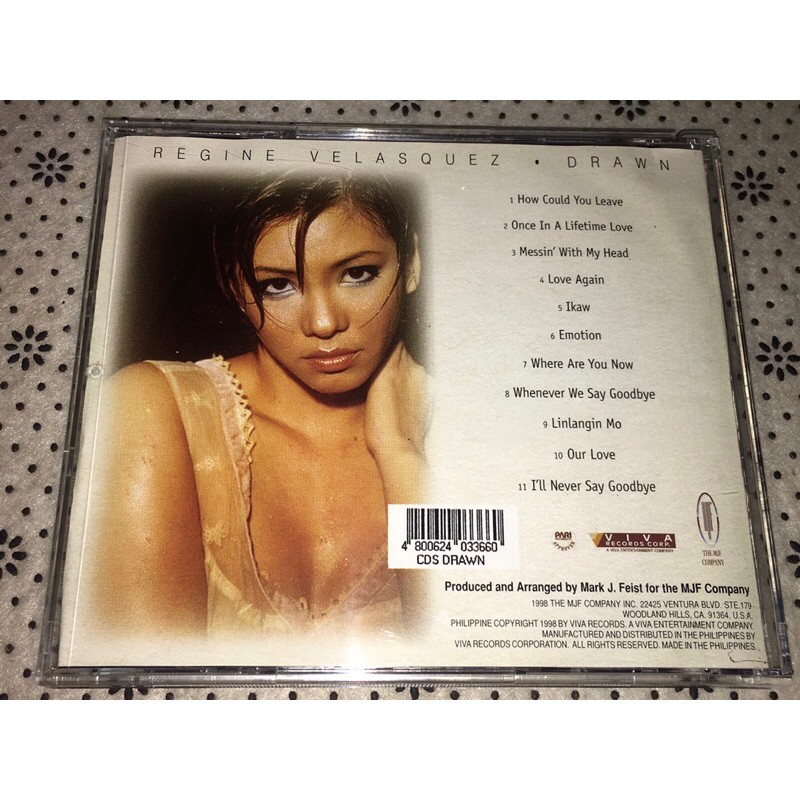 REGINE VELASQUEZ • DRAWN
1 How Could You Leave
2 Once In A Lifetime Love
3 Messin' With My Head
4 Love Again
5 Ikaw
6 Emotion
7 Where Are You Now
8 Whenever We Say Goodbye
9 Linlangin Mo
10 Our Love
11 I'll Never Say Goodbye
4 800624 033660
CDS DRAWN
PARI
APPROVED
VIVA
RECORDS CORP.
A VIVA ENTERTAINMENT COMPANY
THE MJF
COMPANY
Produced and Arranged by Mark J. Feist for the MJF Company
1998 THE MJF COMPANY INC. 22425 VENTURA BLVD. STE.179
WOODLAND HILLS, CA. 91364, U.S.A.
PHILIPPINE COPYRIGHT 1998 BY VIVA RECORDS. A VIVA ENTERTAINMENT COMPANY.
MANUFACTURED AND DISTRIBUTED IN THE PHILIPPINES BY
VIVA RECORDS CORPORATION. ALL RIGHTS RESERVED. MADE IN THE PHILIPPINES.